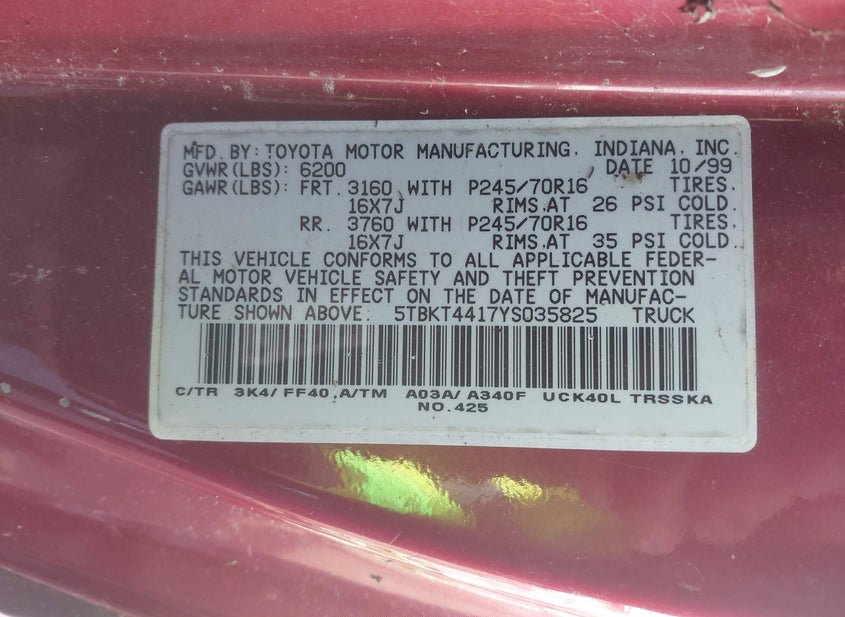 MFD. BY: TOYOTA MOTOR MANUFACTURING, INDIANA, INC.
GVWR(LBS): 6200 DATE 10/99
GAWR(LBS): FRT. 3160 WITH P245/70R16 TIRES.
16X7J RIMS.AT 26 PSI COLD.
RR. 3760 WITH P245/70R16 TIRES.
16X7J RIMS.AT 35 PSI COLD.
THIS VEHICLE CONFORMS TO ALL APPLICABLE FEDER-
AL MOTOR VEHICLE SAFETY AND THEFT PREVENTION
STANDARDS IN EFFECT ON THE DATE OF MANUFAC-
TURE SHOWN ABOVE: 5TBKT4417YS035825 TRUCK
C/TR 3K4/FF40 A/TM A03A/A340F UCK40L TRSSKA
NO.425